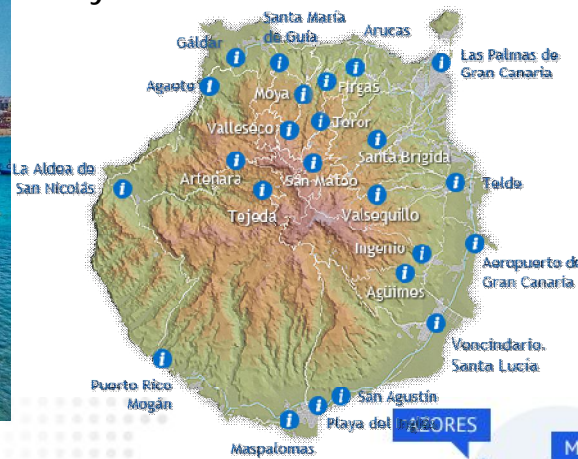 Santa María
de Guía
Arucas
Gáldar
Las Palmas de
Gran Canaria
Agaete
Moya
Firgas
Valleseco
Teror
Santa Brígida
La Aldea de
San Nicolás
Artenara
San Mateo
Telde
Tejeda
Valsequillo
Ingenio
Aeropuerto de
Gran Canaria
Agüimes
Vencindario.
Santa Lucía
Puerto Rico
Mogán
San Agustín
Playa del
Maspalomas